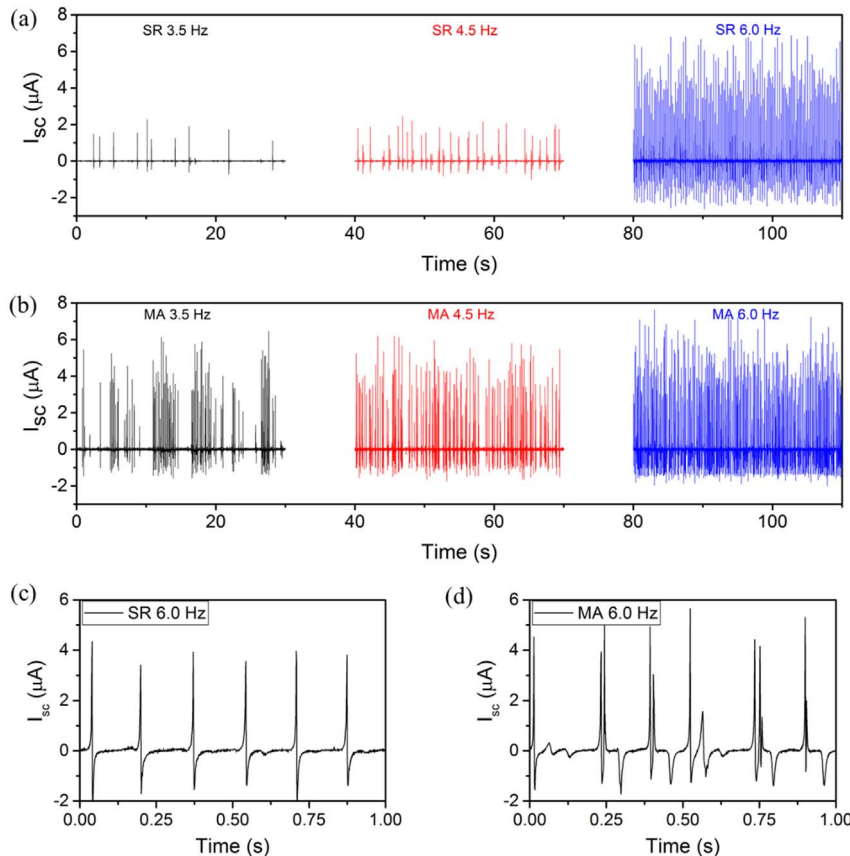 (a)
8
6
4
2
0
-2
I_SC (μA)
SR 3.5 Hz SR 4.5 Hz SR 6.0 Hz
0 20 40 60 80 100
Time (s)
(b)
8
6
4
2
0
-2
I_SC (μA)
MA 3.5 Hz MA 4.5 Hz MA 6.0 Hz
0 20 40 60 80 100
Time (s)
(c)
6
4
2
0
-2
I_sc (μA)
SR 6.0 Hz
0.00 0.25 0.50 0.75 1.00
Time (s)
(d)
6
4
2
0
-2
I_sc (μA)
MA 6.0 Hz
0.00 0.25 0.50 0.75 1.00
Time (s)